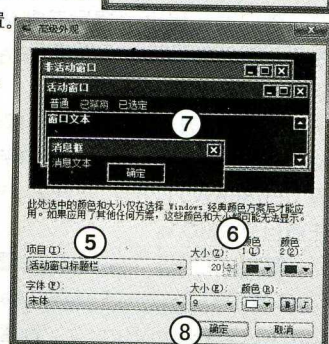 置。
高级外观
非活动窗口
活动窗口
普通 已禁用 已选定
窗口文本
⑦
消息框
消息文本
确定
此处选中的颜色和大小仅在选择 Windows 经典颜色方案后才能应
用。如果应用了其他任何方案，这些颜色和大小都可能无法显示。
⑤ ⑥ 颜色 颜色
项目(I): 大小(Z): 1(L): 2(2):
活动窗口标题栏 20
字体(F): 大小(E): 颜色(R):
宋体 9 B I
⑧ 确定 取消